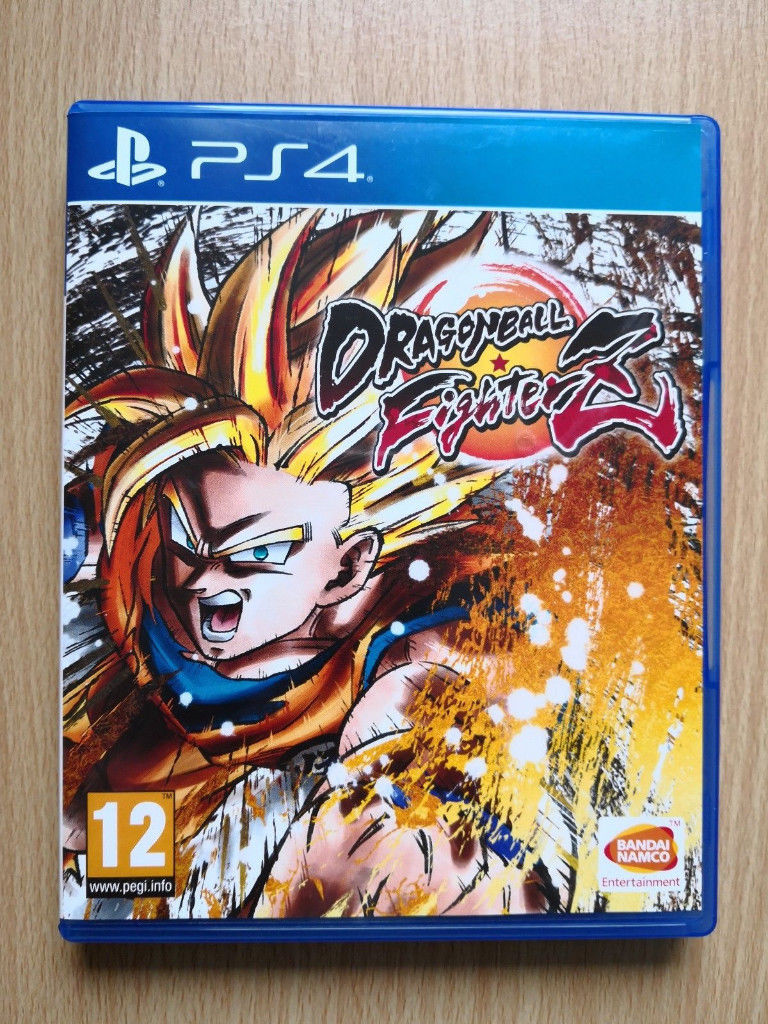 PS4
DRAGONBALL
FighterZ
12
www.pegi.info
BANDAI
NAMCO
Entertainment